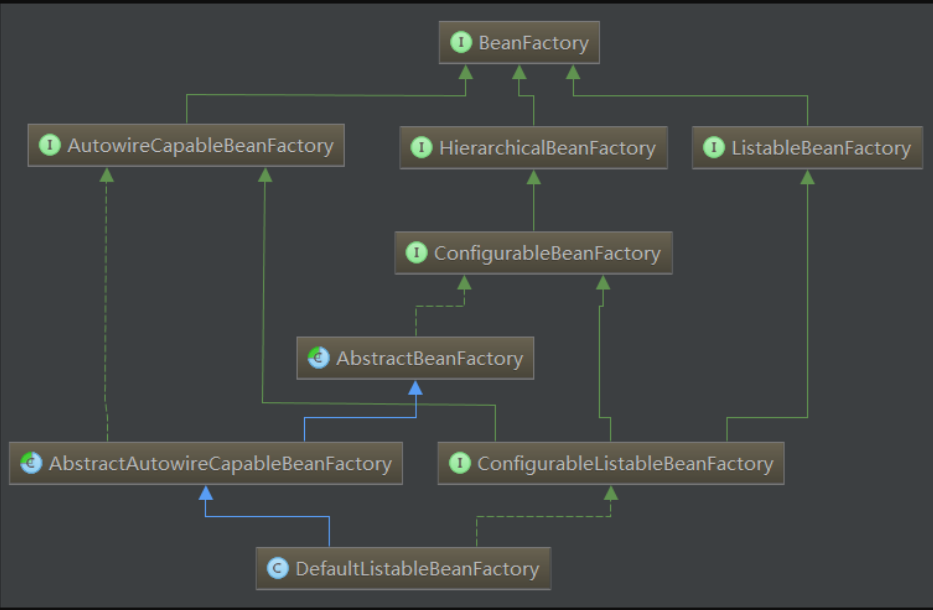 I BeanFactory
I AutowireCapableBeanFactory
I HierarchicalBeanFactory
I ListableBeanFactory
I ConfigurableBeanFactory
C AbstractBeanFactory
C AbstractAutowireCapableBeanFactory
I ConfigurableListableBeanFactory
C DefaultListableBeanFactory